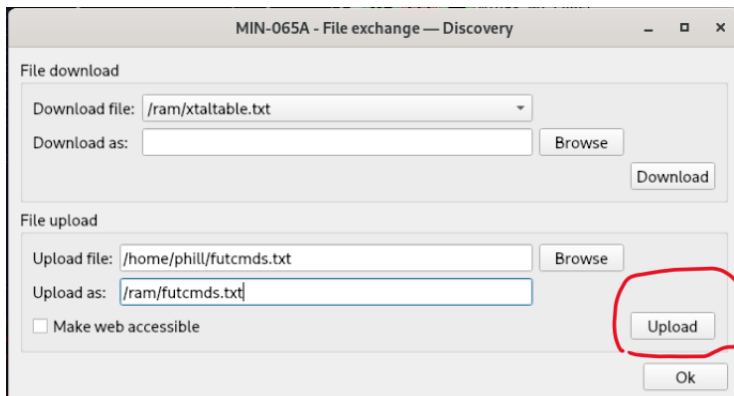 MIN-065A - File exchange — Discovery
File download
Download file: /ram/xtaltable.txt
Download as: Browse
Download
File upload
Upload file: /home/phill/futcmds.txt Browse
Upload as: /ram/futcmds.txt
Make web accessible Upload
Ok